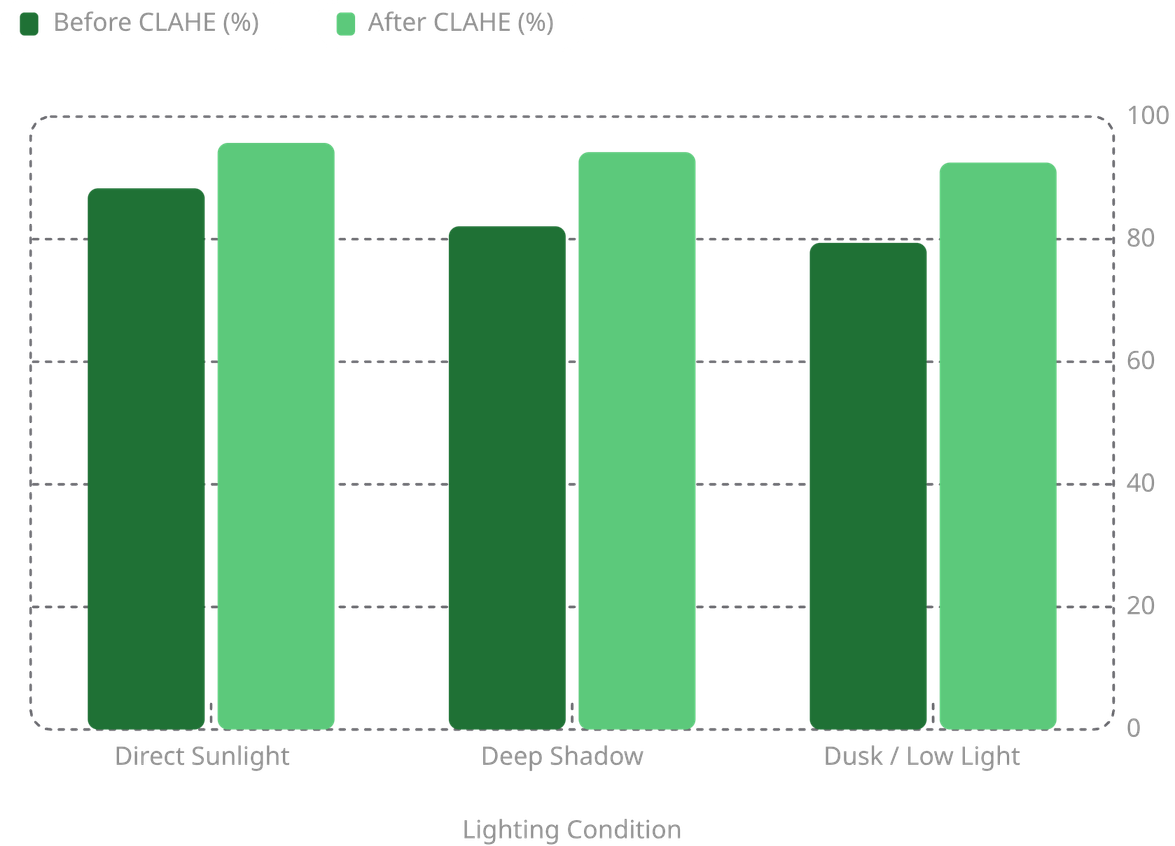 Before CLAHE (%)
After CLAHE (%)
100
80
60
40
20
0
Direct Sunlight
Deep Shadow
Dusk / Low Light
Lighting Condition